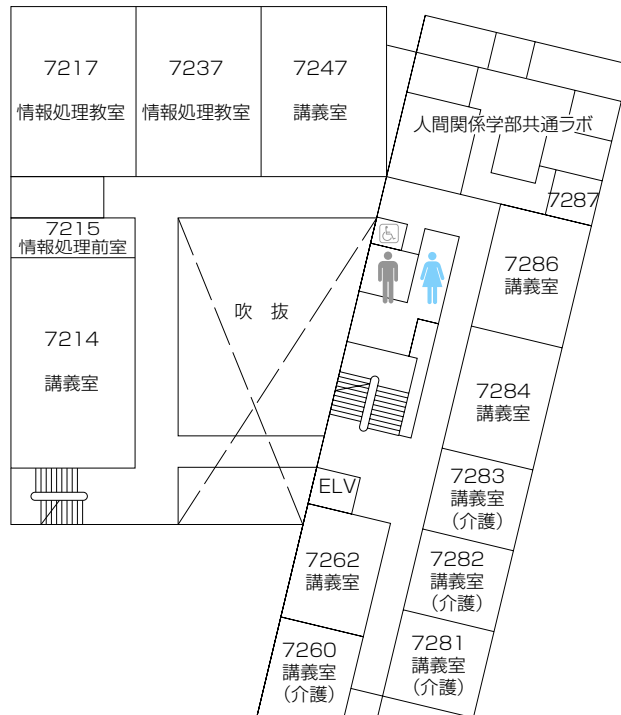 7217
情報処理教室
7237
情報処理教室
7247
講義室
人間関係学部共通ラボ
7287
7215
情報処理前室
7286
講義室
吹 抜
7214
講義室
7284
講義室
ELV
7283
講義室
（介護）
7262
講義室
7282
講義室
（介護）
7260
講義室
（介護）
7281
講義室
（介護）